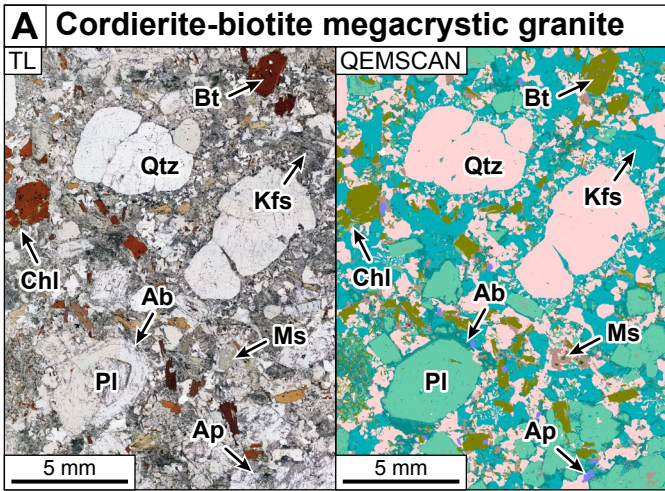 A Cordierite-biotite megacrystic granite
TL
QEMSCAN
Bt
Bt
Qtz
Qtz
Kfs
Kfs
Chl
Chl
Ab
Ab
Ms
Ms
Pl
Pl
Ap
Ap
5 mm
5 mm